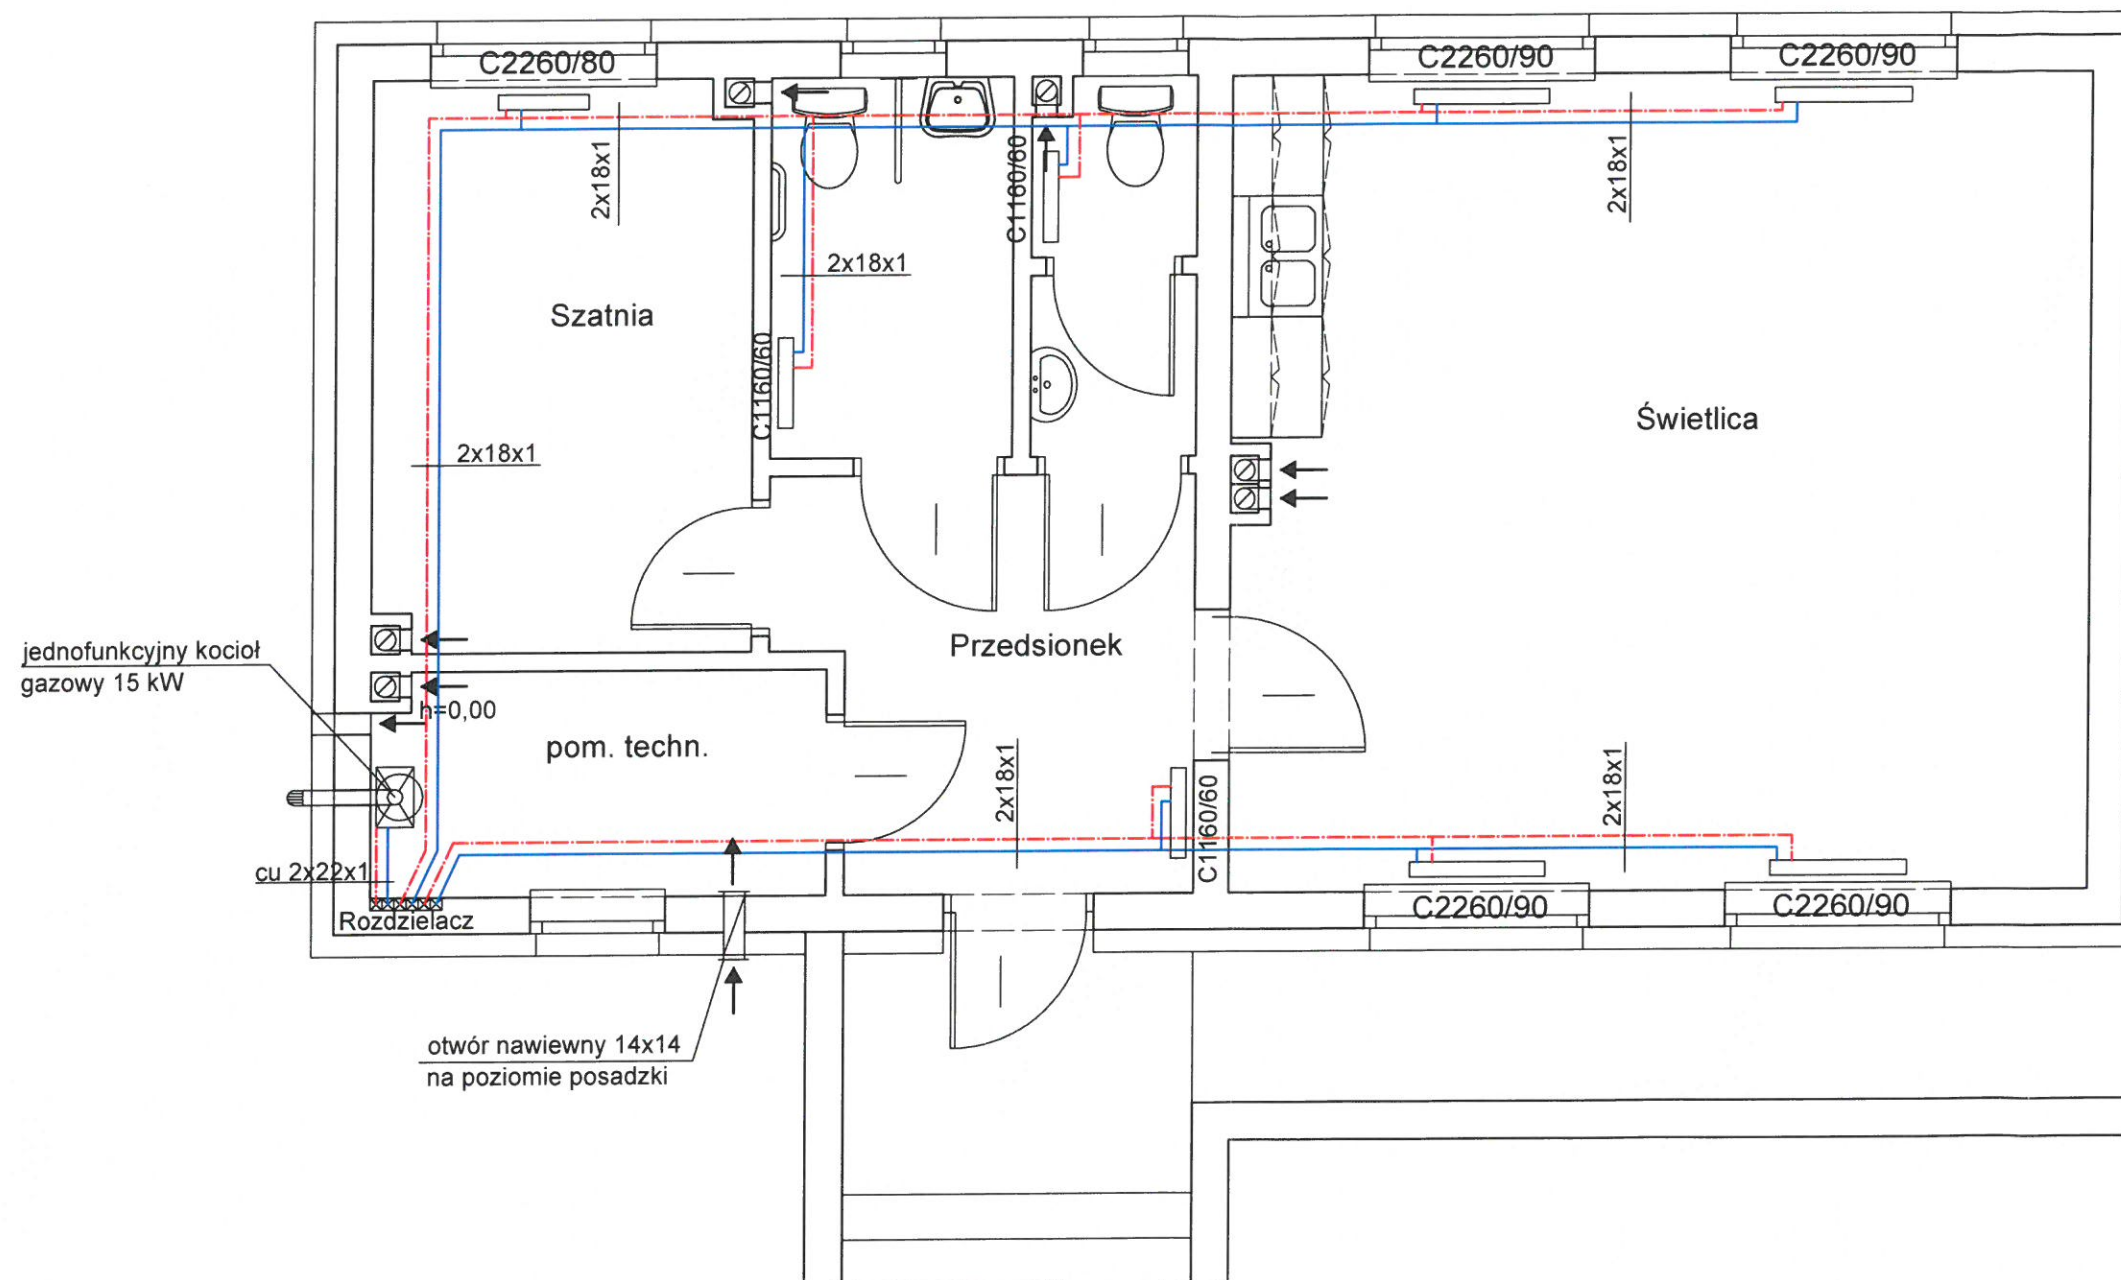 C2260/80
C2260/90
C2260/90
2x18x1
C1160/60
2x18x1
2x18x1
Szatnia
C1160/60
Świetlica
2x18x1
Przedsionek
jednofunkcyjny kocioł
gazowy 15 kW
h=0,00
pom. techn.
2x18x1
2x18x1
C1160/60
cu 2x22x1
Rozdzielacz
C2260/90
C2260/90
otwór nawiewny 14x14
na poziomie posadzki